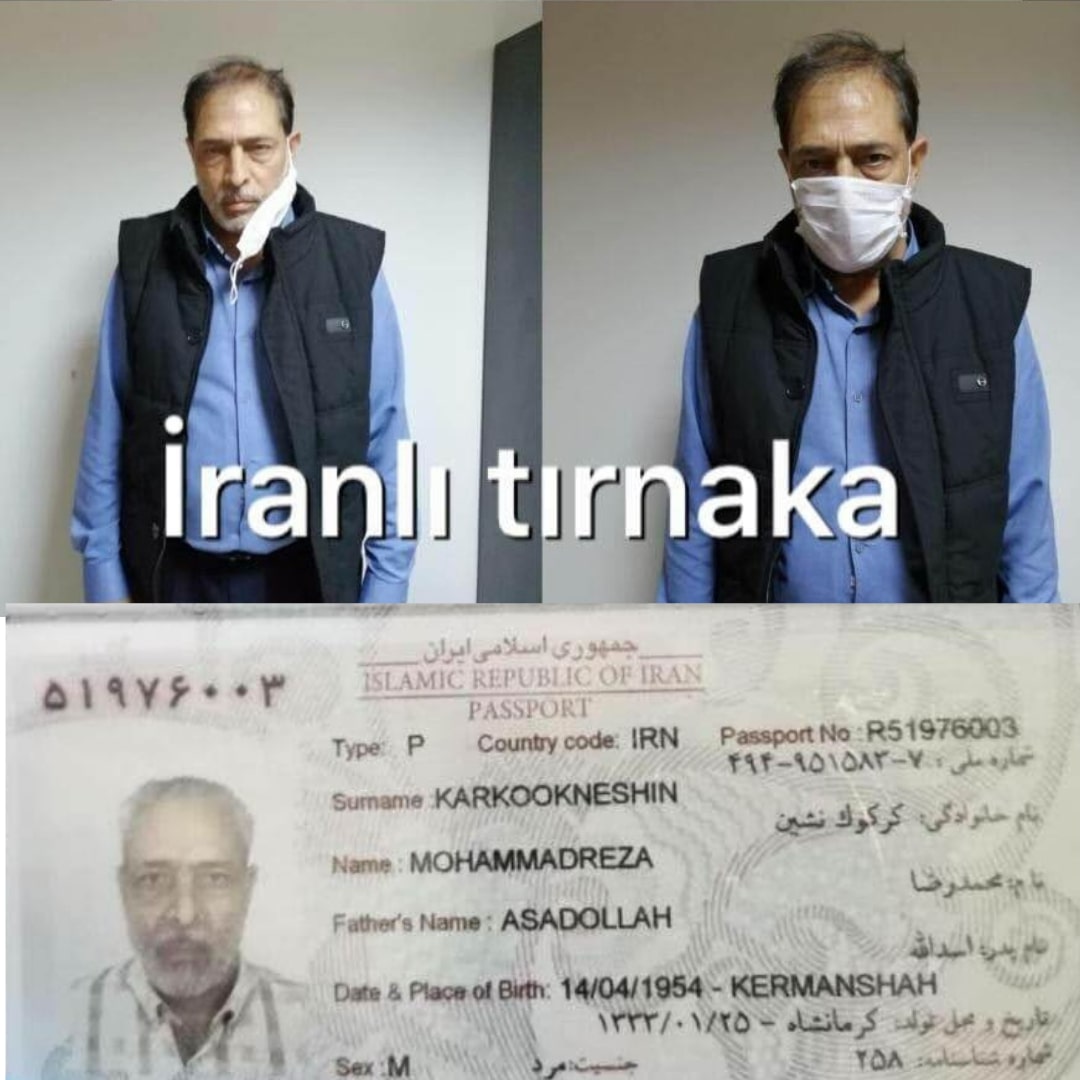 İranlı tırnaka
جمهوری اسلامی ایران
ISLAMIC REPUBLIC OF IRAN
PASSPORT
۵۱۹۷۶۰۰۳
Type: P Country code: IRN Passport No : R51976003
شماره ملی : ۴۹۴-۹۵۱۵۸۳-۷
Surname : KARKOOKNESHIN
نام خانوادگی: کرکوک نشین
Name : MOHAMMADREZA
نام: محمدرضا
Father's Name : ASADOLLAH
نام پدر: اسدالله
Date & Place of Birth: 14/04/1954 - KERMANSHAH
تاریخ و محل تولد: کرمانشاه - ۱۳۳۳/۰۱/۲۵
Sex : M جنسیت: مرد شماره شناسنامه: ۲۵۸